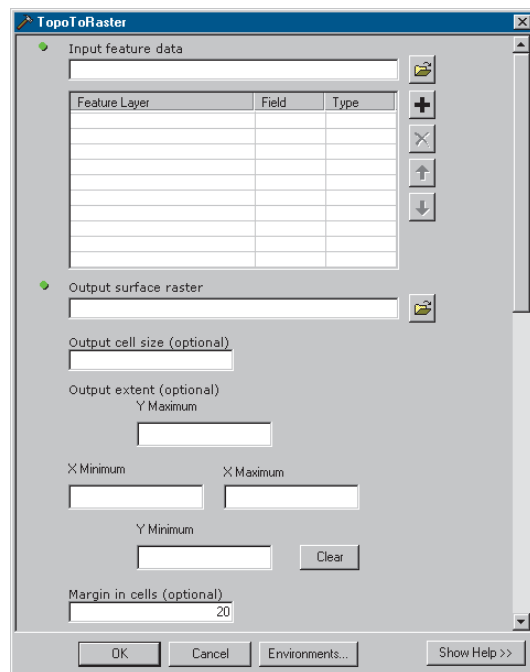 TopoToRaster
Input feature data
Feature Layer Field Type
Output surface raster
Output cell size (optional)
Output extent (optional)
Y Maximum
X Minimum X Maximum
Y Minimum
Clear
Margin in cells (optional)
20
OK Cancel Environments... Show Help >>